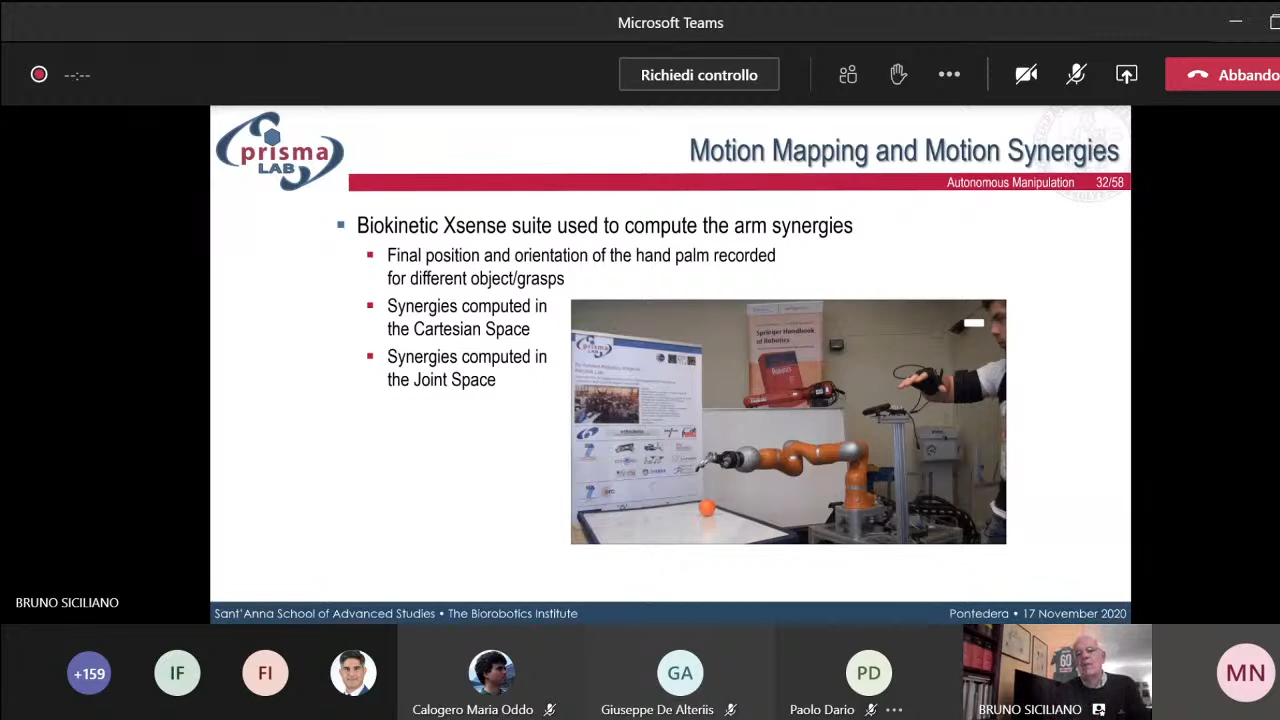 Microsoft Teams
--:--
Richiedi controllo
Abbando
prisma
LAB
Motion Mapping and Motion Synergies
Autonomous Manipulation 32/58
Biokinetic Xsense suite used to compute the arm synergies
Final position and orientation of the hand palm recorded
for different object/grasps
Synergies computed in
the Cartesian Space
Synergies computed in
the Joint Space
Springer Handbook
of Robotics
Robotics
prisma
LAB
BRUNO SICILIANO
Sant'Anna School of Advanced Studies • The Biorobotics Institute
Pontedera • 17 November 2020
+159
IF
FI
GA
PD
60
MN
Calogero Maria Oddo
Giuseppe De Alteriis
Paolo Dario
BRUNO SICILIANO